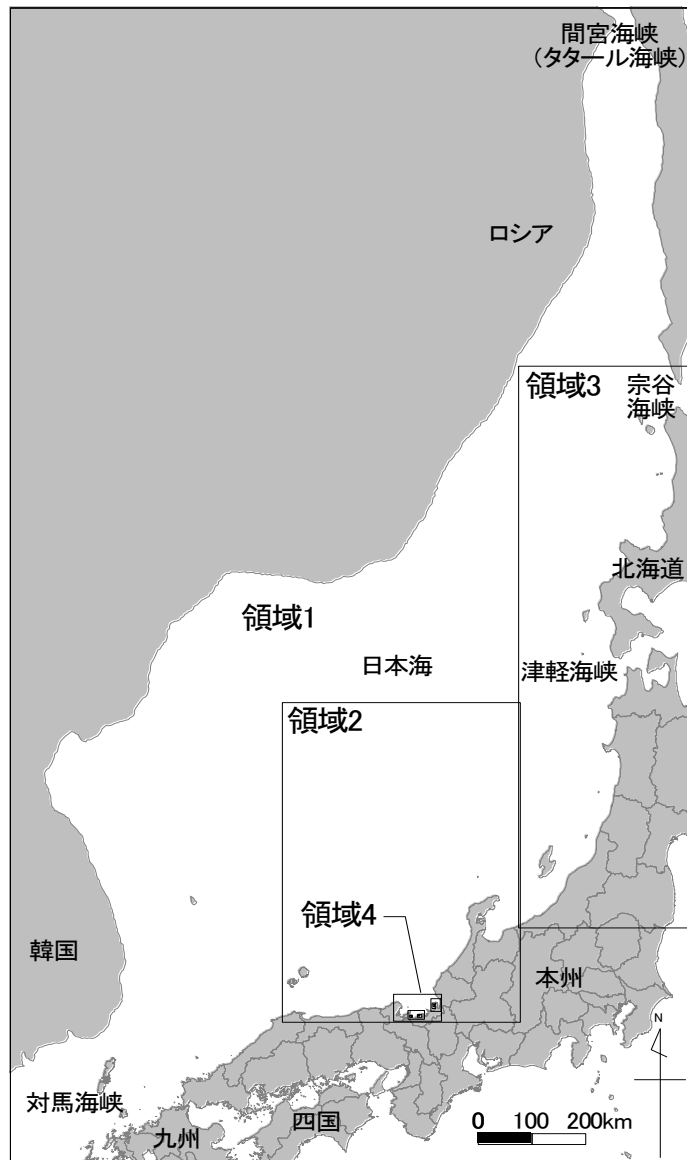 間宮海峡
(タタール海峡)
ロシア
領域3
宗谷
海峡
北海道
領域1
日本海
津軽海峡
領域2
領域4
韓国
本州
N
対馬海峡
四国
九州
0 100 200km